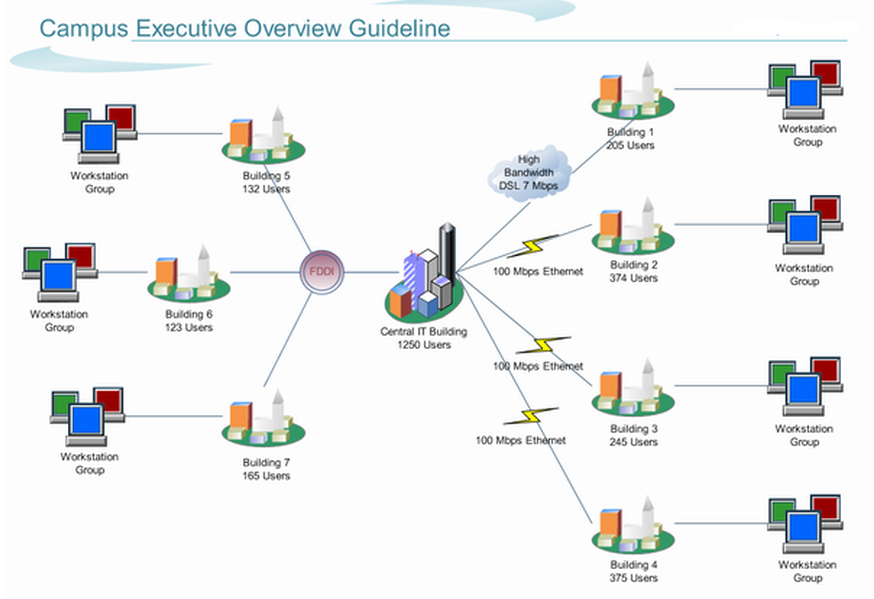 Campus Executive Overview Guideline
Building 1
205 Users
Workstation
Group
High
Bandwidth
DSL 7 Mbps
Building 5
132 Users
Workstation
Group
100 Mbps Ethernet
Building 2
374 Users
Workstation
Group
FDDI
Building 6
123 Users
Workstation
Group
Central IT Building
1250 Users
100 Mbps Ethernet
Building 3
245 Users
Workstation
Group
100 Mbps Ethernet
Building 7
165 Users
Workstation
Group
Building 4
375 Users
Workstation
Group